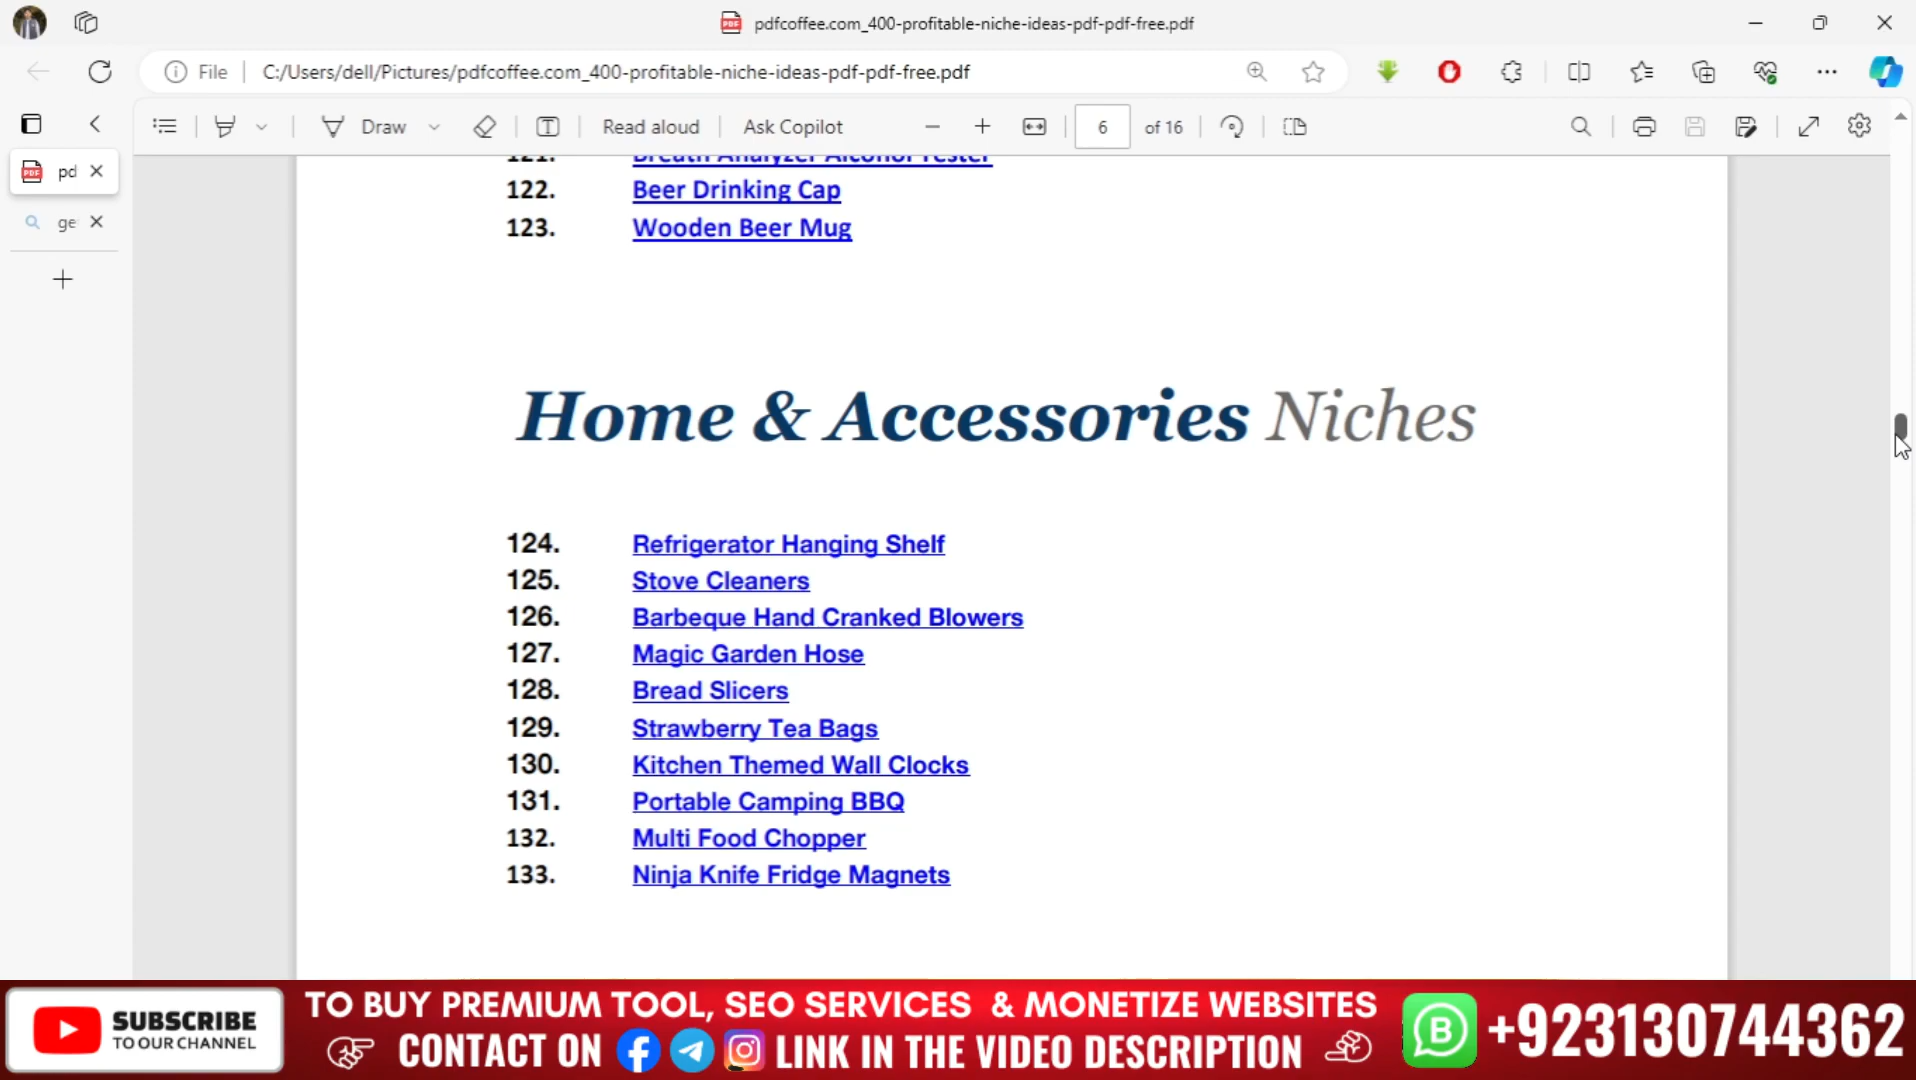 pdfcoffee.com_400-profitable-niche-ideas-pdf-pdf-free.pdf
File C:/Users/dell/Pictures/pdfcoffee.com_400-profitable-niche-ideas-pdf-pdf-free.pdf
Draw Read aloud Ask Copilot 6 of 16
pd
ge
121. Breath Analyzer Alcohol Tester
122. Beer Drinking Cap
123. Wooden Beer Mug
Home & Accessories Niches
124. Refrigerator Hanging Shelf
125. Stove Cleaners
126. Barbeque Hand Cranked Blowers
127. Magic Garden Hose
128. Bread Slicers
129. Strawberry Tea Bags
130. Kitchen Themed Wall Clocks
131. Portable Camping BBQ
132. Multi Food Chopper
133. Ninja Knife Fridge Magnets
SUBSCRIBE
TO OUR CHANNEL
TO BUY PREMIUM TOOL, SEO SERVICES & MONETIZE WEBSITES
CONTACT ON LINK IN THE VIDEO DESCRIPTION
+923130744362